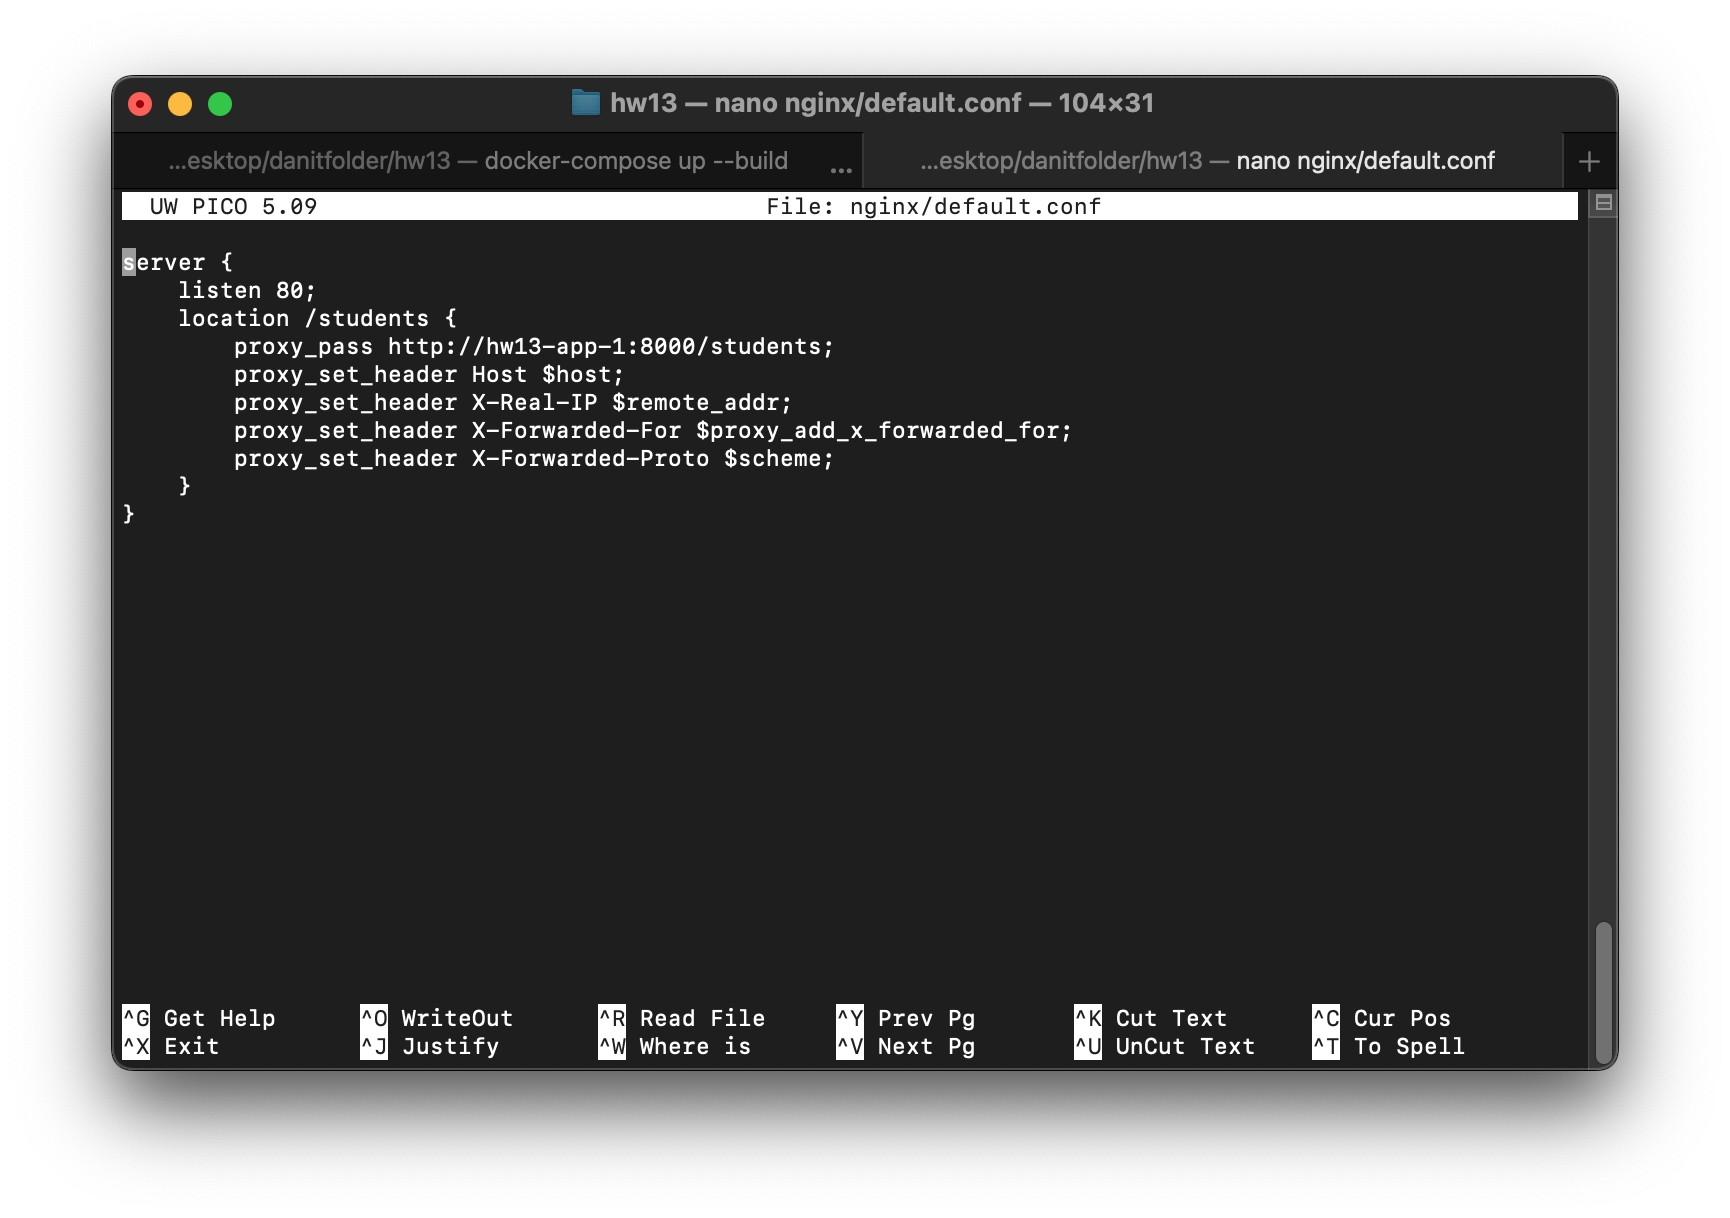 hw13 — nano nginx/default.conf — 104×31
...esktop/danitfolder/hw13 — docker-compose up --build ...
...esktop/danitfolder/hw13 — nano nginx/default.conf
UW PICO 5.09 File: nginx/default.conf
server {
listen 80;
location /students {
proxy_pass http://hw13-app-1:8000/students;
proxy_set_header Host $host;
proxy_set_header X-Real-IP $remote_addr;
proxy_set_header X-Forwarded-For $proxy_add_x_forwarded_for;
proxy_set_header X-Forwarded-Proto $scheme;
}
}
^G Get Help ^O WriteOut ^R Read File ^Y Prev Pg ^K Cut Text ^C Cur Pos
^X Exit ^J Justify ^W Where is ^V Next Pg ^U UnCut Text ^T To Spell